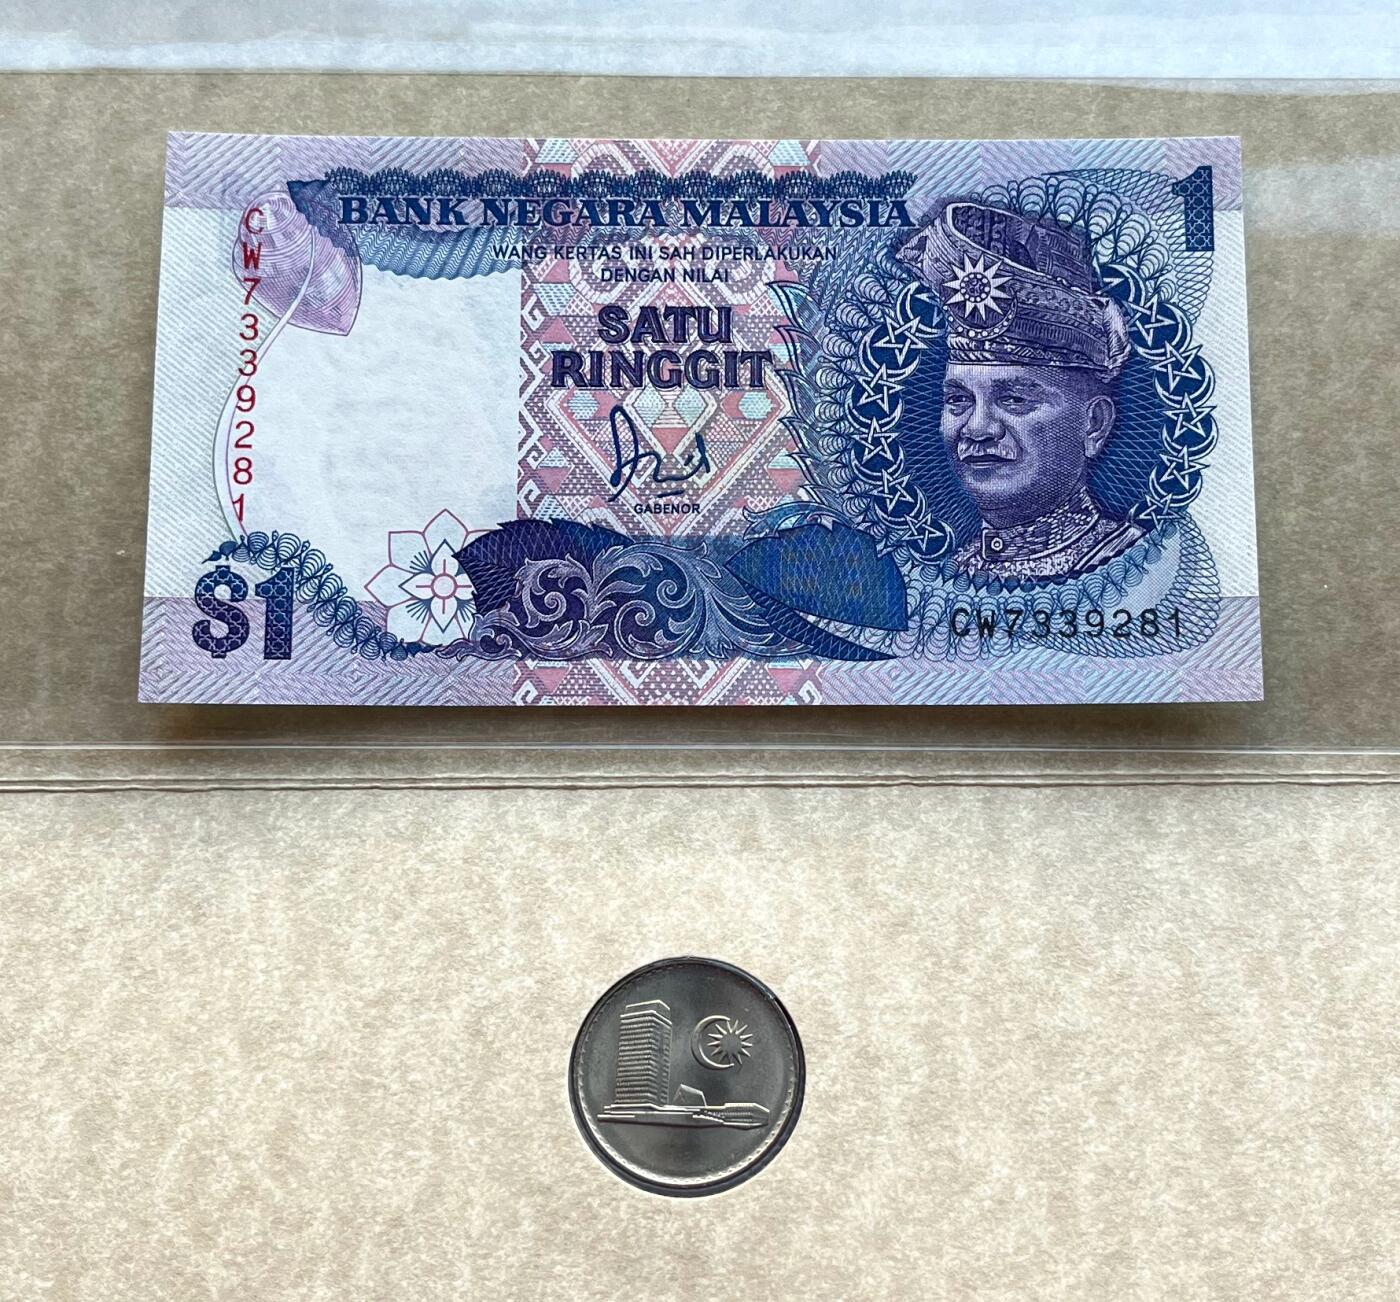 BANK NEGARA MALAYSIA
1
WANG KERTAS INI SAH DIPERLAKUKAN
DENGAN NILAI
SATU
RINGGIT
GABENOR
CW7339281
$1
CW7339281